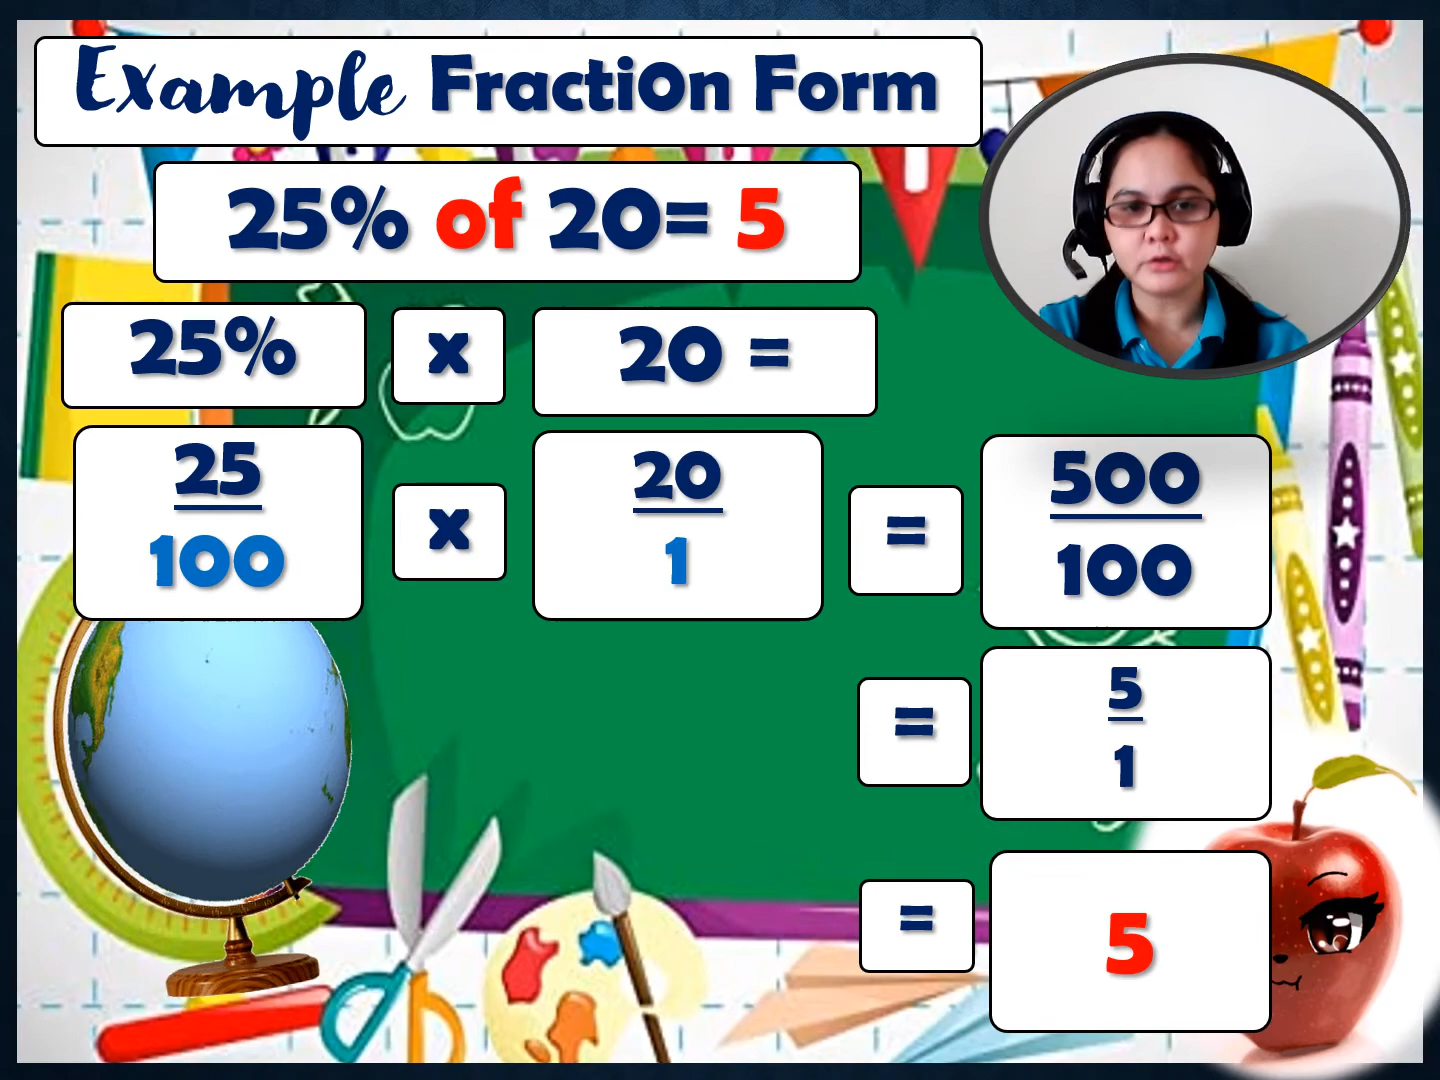 Example Fraction Form
25% of 20= 5
25% x 20 =
25 x 20 = 500
100 1 100
= 5
1
= 5